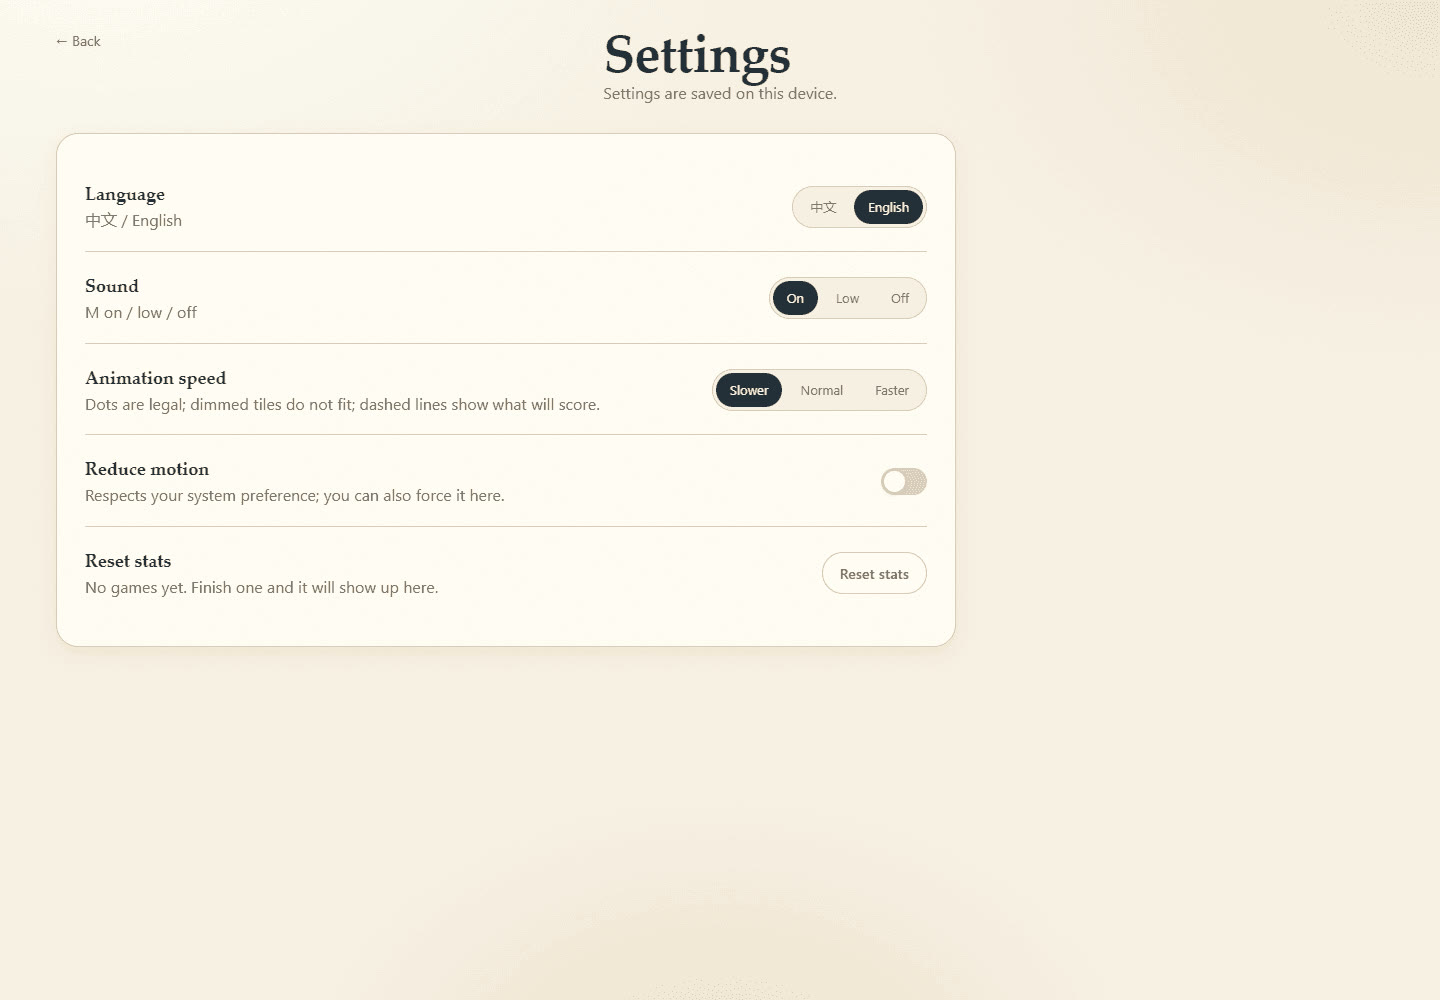 ← Back
Settings
Settings are saved on this device.
Language
中文 / English
中文 English
Sound
M on / low / off
On Low Off
Animation speed
Dots are legal; dimmed tiles do not fit; dashed lines show what will score.
Slower Normal Faster
Reduce motion
Respects your system preference; you can also force it here.
Reset stats
No games yet. Finish one and it will show up here.
Reset stats